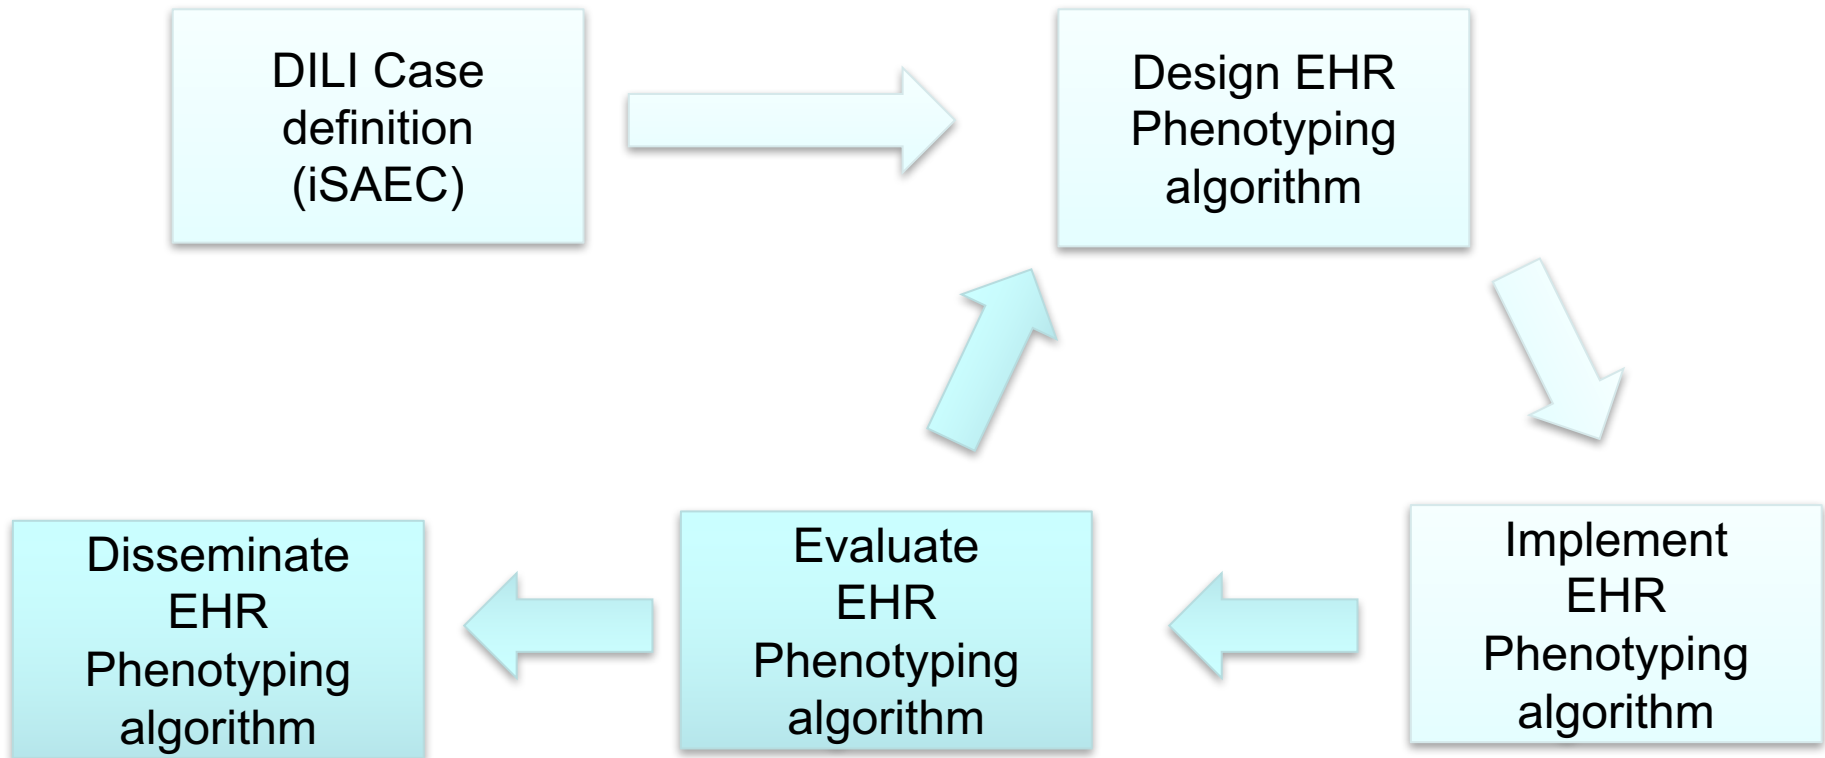 DILI Case
definition
(iSAEC)
Design EHR
Phenotyping
algorithm
Implement
EHR
Phenotyping
algorithm
Evaluate
EHR
Phenotyping
algorithm
Disseminate
EHR
Phenotyping
algorithm